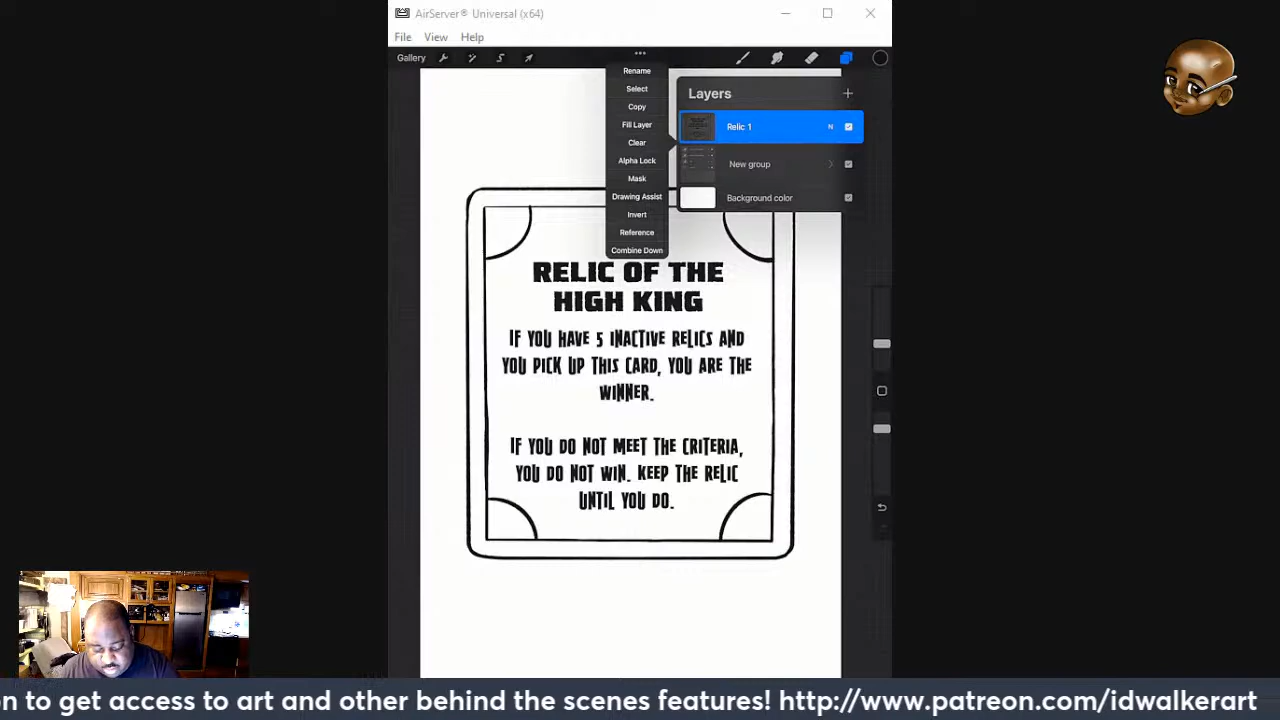 AirServer® Universal (x64)
File View Help
Gallery
Rename
Select
Copy
Fill Layer
Clear
Alpha Lock
Mask
Drawing Assist
Invert
Reference
Combine Down
Layers
Relic 1 N
New group
Background color
RELIC OF THE
HIGH KING
IF YOU HAVE 5 INACTIVE RELICS AND
YOU PICK UP THIS CARD, YOU ARE THE
WINNER.
IF YOU DO NOT MEET THE CRITERIA,
YOU DO NOT WIN. KEEP THE RELIC
UNTIL YOU DO.
on to get access to art and other behind the scenes features! http://www.patreon.com/idwalkerart